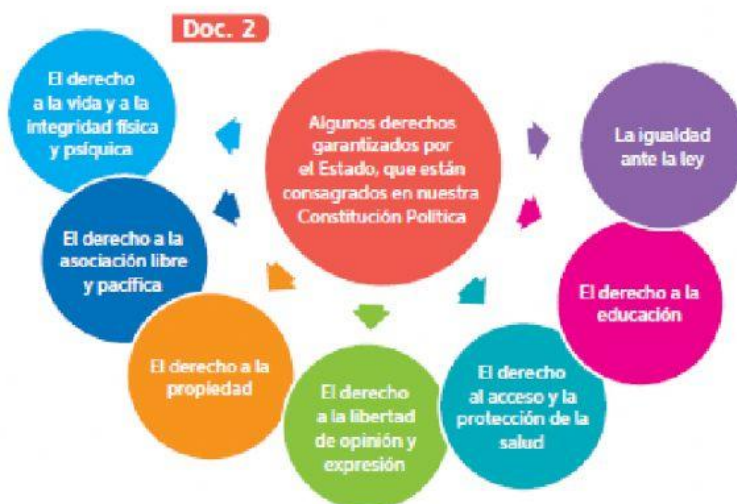 Doc. 2
Algunos derechos
garantizados por
el Estado, que están
consagrados en nuestra
Constitución Política
El derecho
a la vida y a la
integridad física
y psíquica
El derecho a la
asociación libre
y pacífica
El derecho a la
propiedad
El derecho
a la libertad
de opinión y
expresión
El derecho
al acceso y la
protección de la
salud
El derecho a la
educación
La igualdad
ante la ley